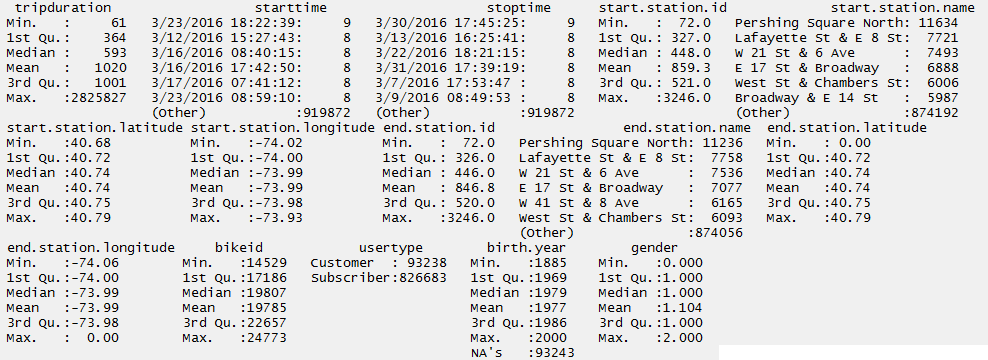 tripduration starttime stoptime start.station.id start.station.name
Min. : 61 3/23/2016 18:22:39: 9 3/30/2016 17:45:25: 9 Min. : 72.0 Pershing Square North: 11634
1st Qu.: 364 3/12/2016 15:27:43: 8 3/13/2016 16:25:41: 8 1st Qu.: 327.0 Lafayette St & E 8 St: 7721
Median : 593 3/16/2016 08:40:15: 8 3/22/2016 18:21:15: 8 Median : 448.0 W 21 St & 6 Ave : 7493
Mean : 1020 3/16/2016 17:42:50: 8 3/31/2016 17:39:19: 8 Mean : 859.3 E 17 St & Broadway : 6888
3rd Qu.: 1001 3/17/2016 07:41:12: 8 3/7/2016 17:53:47 : 8 3rd Qu.: 521.0 West St & Chambers St: 6006
Max. :2825827 3/23/2016 08:59:10: 8 3/9/2016 08:49:53 : 8 Max. :3246.0 Broadway & E 14 St : 5987
(Other) :919872 (Other) :919872 (Other) :874192
start.station.latitude start.station.longitude end.station.id end.station.name end.station.latitude
Min. :40.68 Min. :-74.02 Min. : 72.0 Pershing Square North: 11236 Min. : 0.00
1st Qu.:40.72 1st Qu.:-74.00 1st Qu.: 326.0 Lafayette St & E 8 St: 7758 1st Qu.:40.72
Median :40.74 Median :-73.99 Median : 446.0 W 21 St & 6 Ave : 7536 Median :40.74
Mean :40.74 Mean :-73.99 Mean : 846.8 E 17 St & Broadway : 7077 Mean :40.74
3rd Qu.:40.75 3rd Qu.:-73.98 3rd Qu.: 520.0 W 41 St & 8 Ave : 6165 3rd Qu.:40.75
Max. :40.79 Max. :-73.93 Max. :3246.0 West St & Chambers St: 6093 Max. :40.79
(Other) :874056
end.station.longitude bikeid usertype birth.year gender
Min. :-74.06 Min. :14529 Customer : 93238 Min. :1885 Min. :0.000
1st Qu.:-74.00 1st Qu.:17186 Subscriber:826683 1st Qu.:1969 1st Qu.:1.000
Median :-73.99 Median :19807 Median :1979 Median :1.000
Mean :-73.99 Mean :19785 Mean :1977 Mean :1.104
3rd Qu.:-73.98 3rd Qu.:22657 3rd Qu.:1986 3rd Qu.:1.000
Max. : 0.00 Max. :24773 Max. :2000 Max. :2.000
NA's :93243